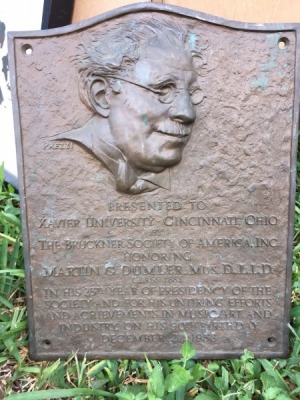 PRESENTED TO
XAVIER UNIVERSITY CINCINNATI, OHIO
BY
THE BRUCKNER SOCIETY OF AMERICA, INC.
HONORING
MARTIN G. DUMLER, MUS. D., LL.D.
IN HIS 25TH YEAR OF PRESIDENCY OF THE
SOCIETY AND FOR HIS UNTIRING EFFORTS
AND ACHIEVEMENTS IN MUSIC, ART AND
INDUSTRY ON HIS BIRTHDAY
DECEMBER